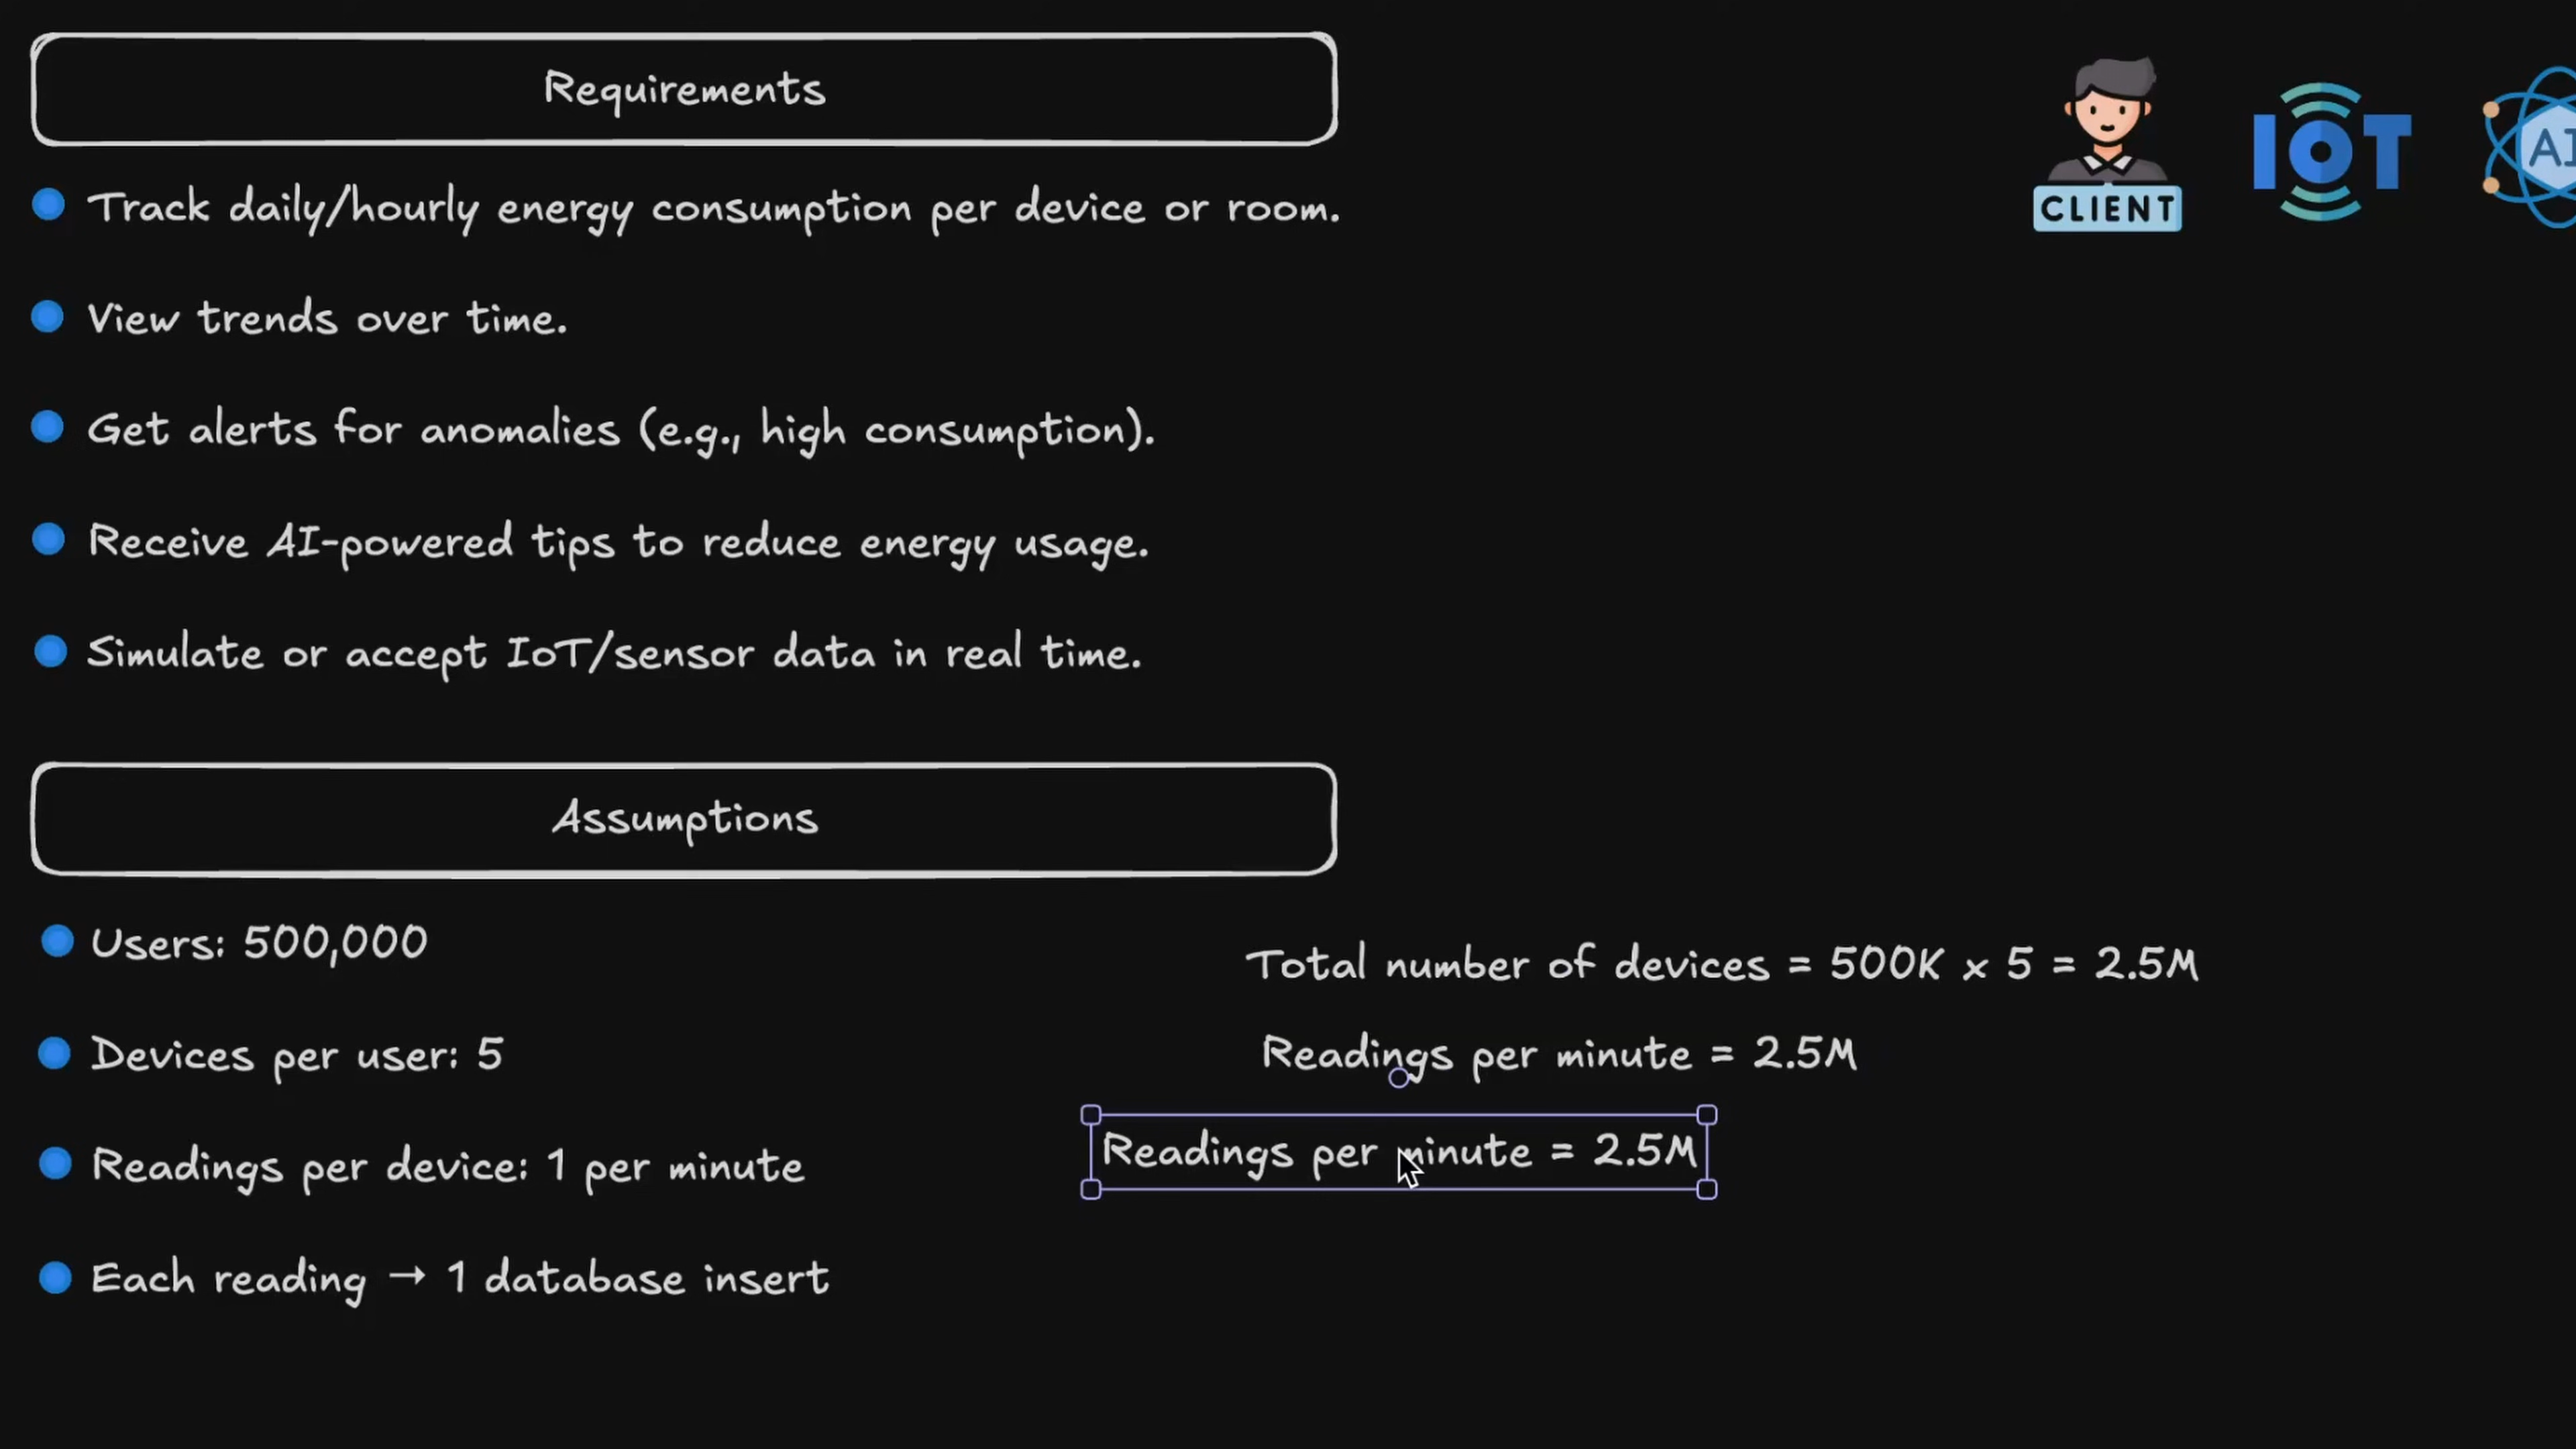 Requirements
Track daily/hourly energy consumption per device or room.
View trends over time.
Get alerts for anomalies (e.g., high consumption).
Receive AI-powered tips to reduce energy usage.
Simulate or accept IoT/sensor data in real time.
CLIENT
IOT
AI
Assumptions
Users: 500,000
Devices per user: 5
Readings per device: 1 per minute
Each reading → 1 database insert
Total number of devices = 500K x 5 = 2.5M
Readings per minute = 2.5M
Readings per minute = 2.5M